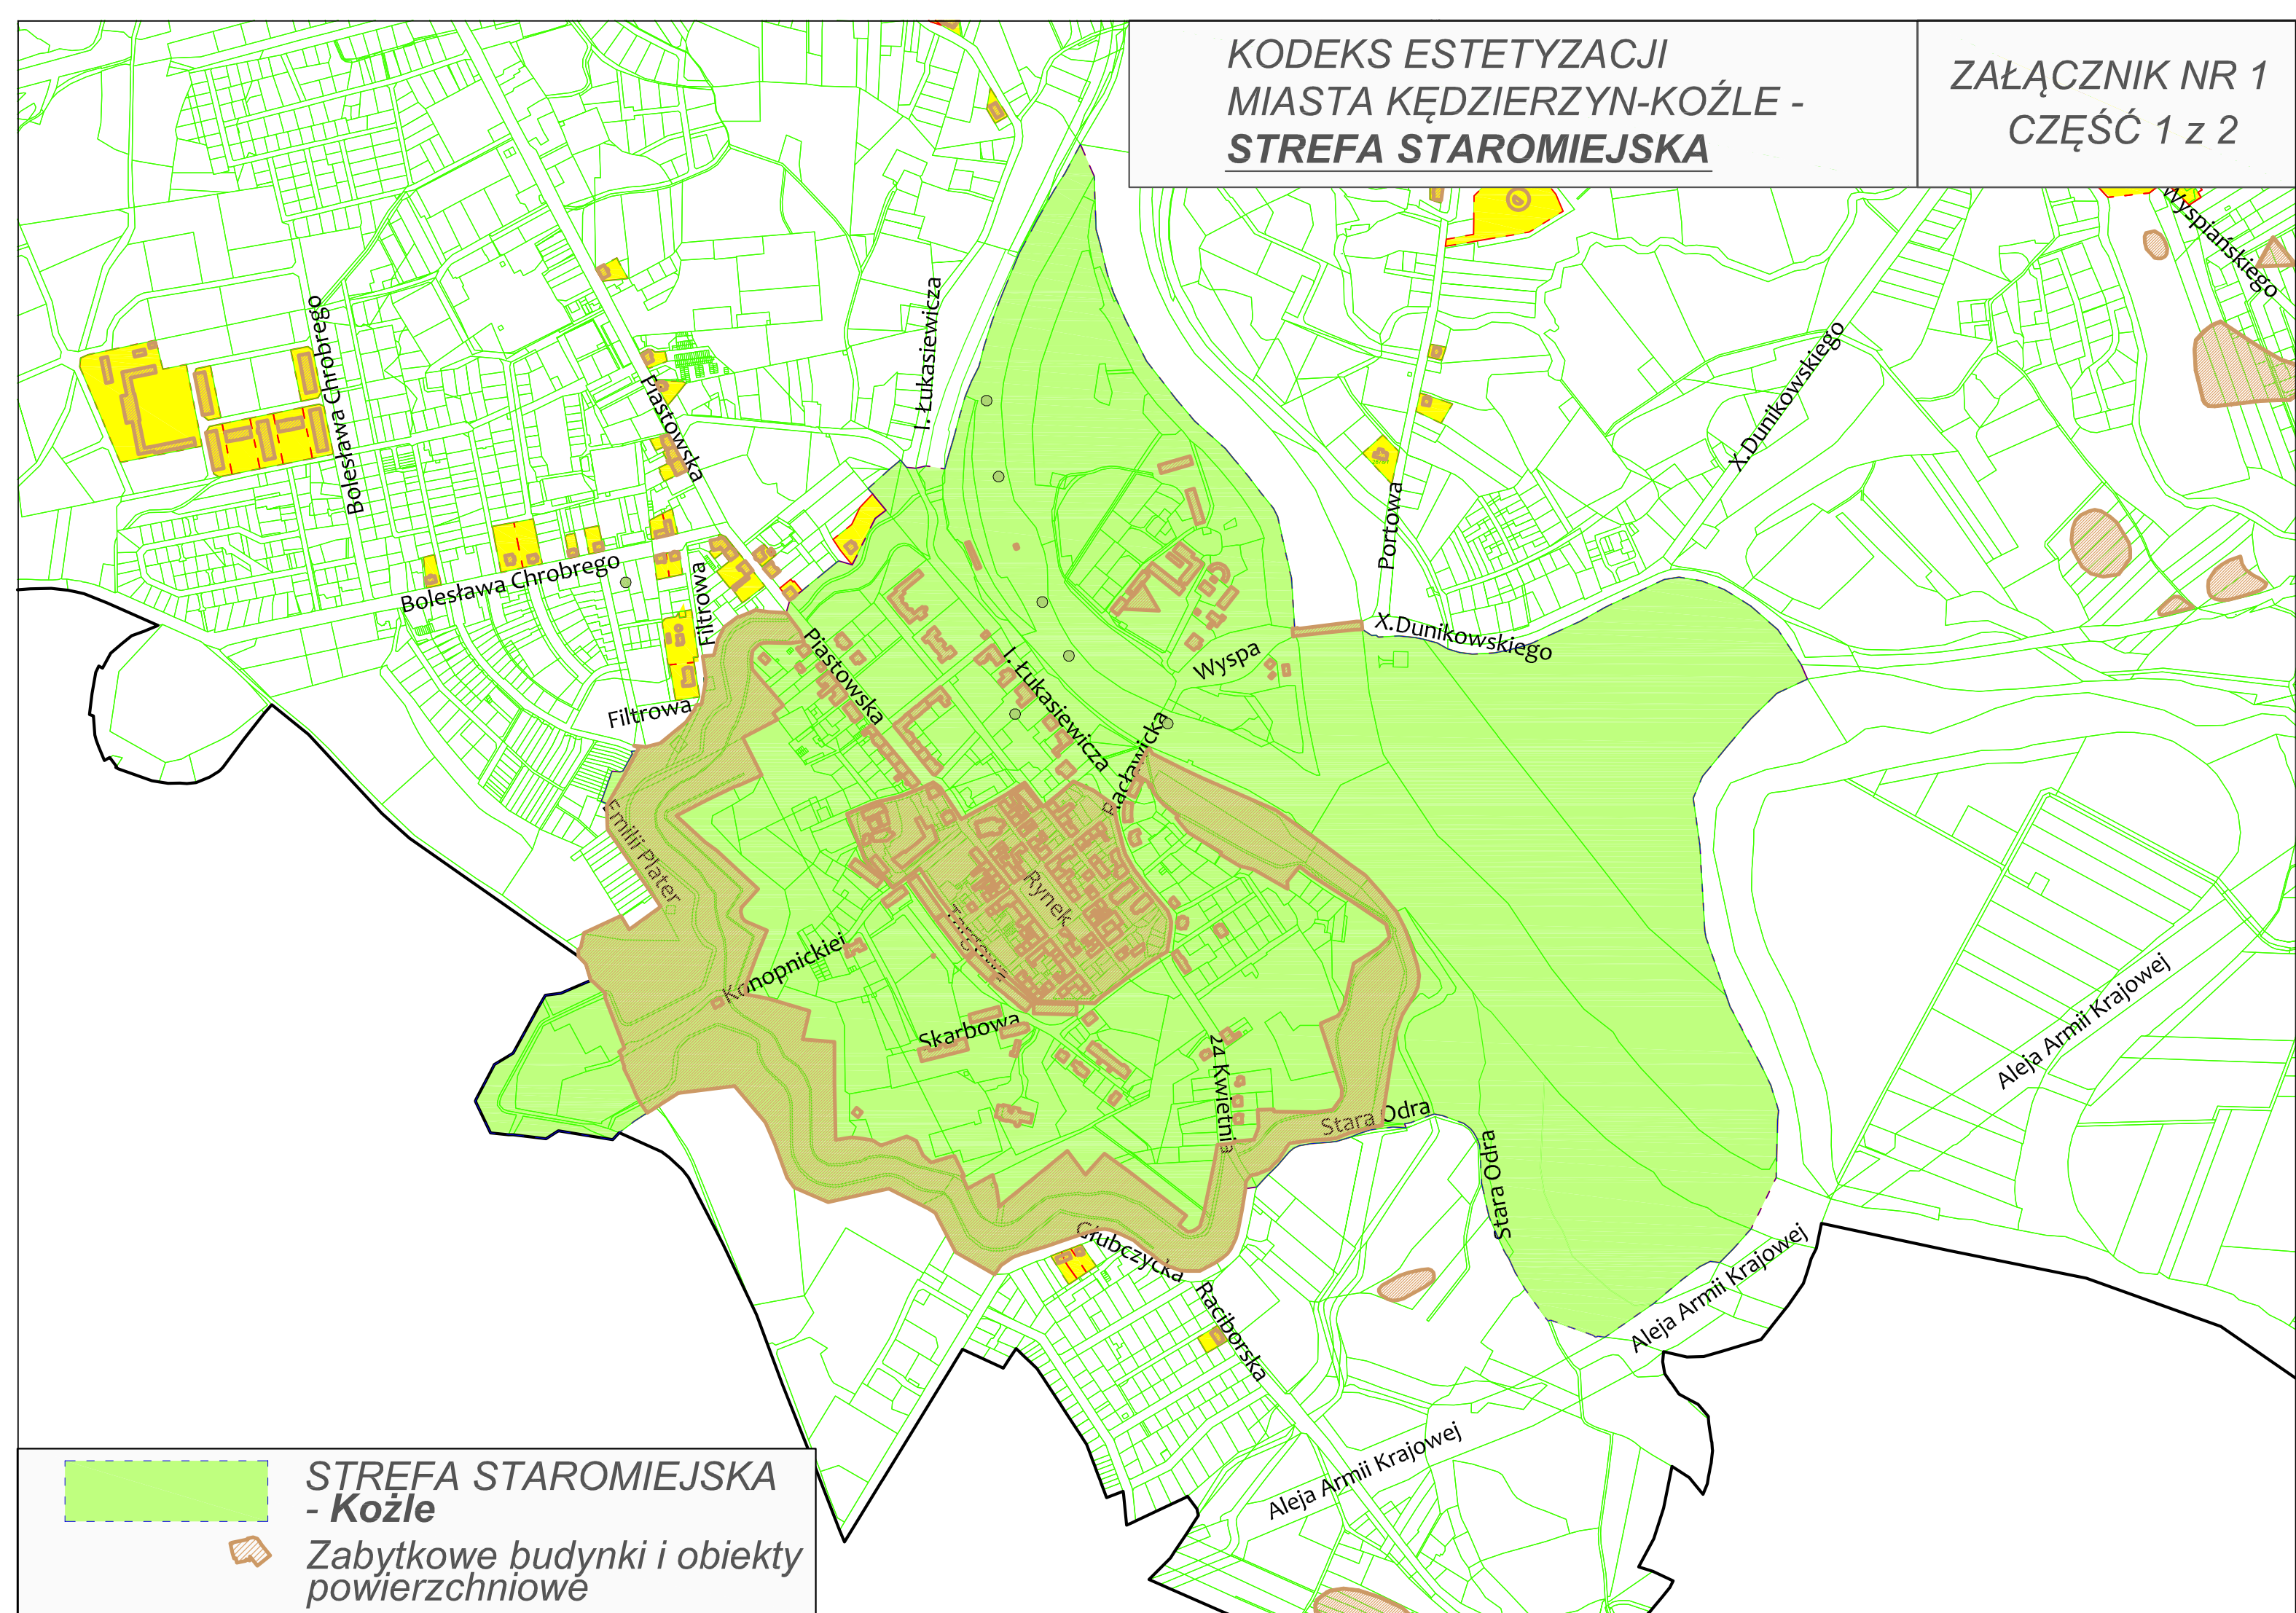 KODEKS ESTETYZACJI
MIASTA KĘDZIERZYN-KOŹLE -
STREFA STAROMIEJSKA
ZAŁĄCZNIK NR 1
CZĘŚĆ 1 z 2
Wyspiańskiego
I. Łukasiewicza
Bolesława Chrobrego
X.Dunikowskiego
Piastowska
Portowa
Bolesława Chrobrego
Filtrowa
X.Dunikowskiego
Piastowska
I. Łukasiewicza
Wyspa
Filtrowa
Racławicka
Emilii Plater
Rynek
Targowa
Konopnickiej
Skarbowa
24 Kwietnia
Stara Odra
Stara Odra
Aleja Armii Krajowej
Głubczycka
Raciborska
Aleja Armii Krajowej
Aleja Armii Krajowej
STREFA STAROMIEJSKA
- Koźle
Zabytkowe budynki i obiekty
powierzchniowe